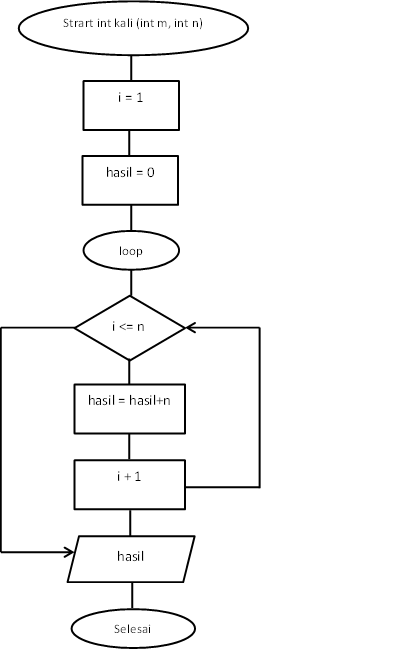 Strart int kali (int m, int n)
i = 1
hasil = 0
loop
i <= n
hasil = hasil+n
i + 1
hasil
Selesai